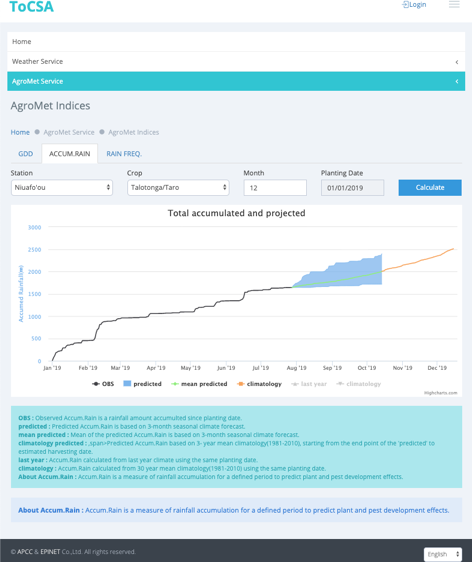 ToCSA
Login
Home
Weather Service
AgroMet Service
AgroMet Indices
Home AgroMet Service AgroMet Indices
GDD ACCUM.RAIN RAIN FREQ.
Station Crop Month Planting Date
Niuafo'ou Talotonga/Taro 12 01/01/2019 Calculate
Total accumulated and projected
Accumed Rainfall(㎜)
3000
2500
2000
1500
1000
500
0
Jan '19 Feb '19 Mar '19 Apr '19 May '19 Jun '19 Jul '19 Aug '19 Sep '19 Oct '19 Nov '19 Dec '19
OBS predicted mean predicted climatology last year climatology
Highcharts.com
OBS : Observed Accum.Rain is a rainfall amount accumulted since planting date.
predicted : Predicted Accum.Rain is based on 3-month seasonal climate forecast.
mean predicted : Mean of the predicted Accum.Rain is based on 3-month seasonal climate forecast.
climatology predicted : ,span>Predicted Accum.Rain based on 3- year mean climatology(1981-2010), starting from the end point of the 'predicted' to
estimated harvesting date.
last year : Accum.Rain calculated from last year climate using the same planting date.
climatology : Accum.Rain calculated from 30 year mean climatology(1981-2010) using the same planting date.
About Accum.Rain : Accum.Rain is a measure of rainfall accumulation for a defined period to predict plant and pest development effects.
About Accum.Rain : Accum.Rain is a measure of rainfall accumulation for a defined period to predict plant and pest development effects.
© APCC & EPINET Co.,Ltd. All rights reserved.
English